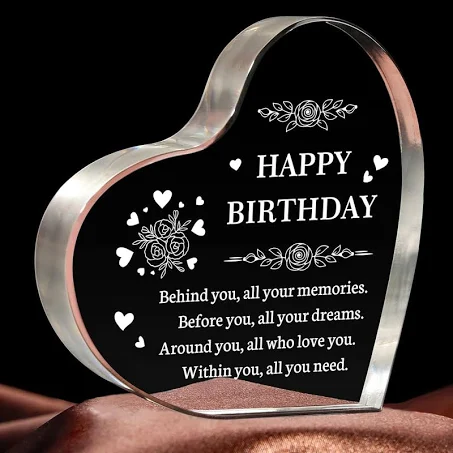 HAPPY
BIRTHDAY
Behind you, all your memories.
Before you, all your dreams.
Around you, all who love you.
Within you, all you need.